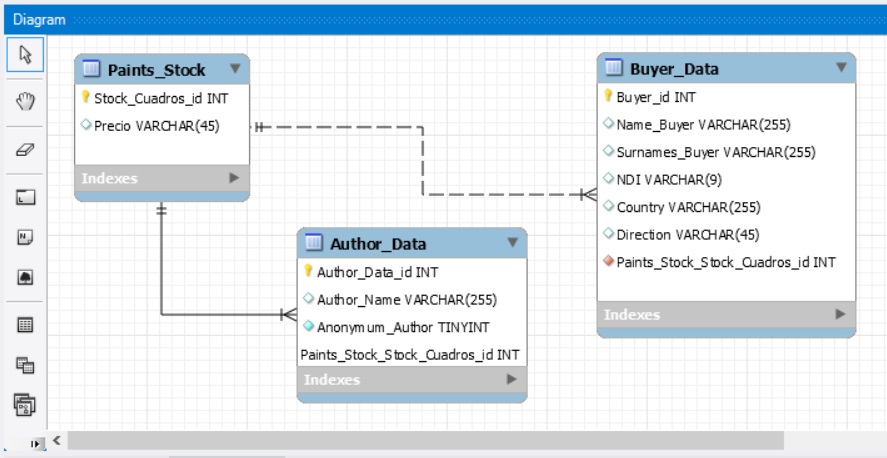 Diagram
Paints_Stock
Stock_Cuadros_id INT
Precio VARCHAR(45)
Indexes
Buyer_Data
Buyer_id INT
Name_Buyer VARCHAR(255)
Surnames_Buyer VARCHAR(255)
NDI VARCHAR(9)
Country VARCHAR(255)
Direction VARCHAR(45)
Paints_Stock_Stock_Cuadros_id INT
Indexes
Author_Data
Author_Data_id INT
Author_Name VARCHAR(255)
Anonymum_Author TINYINT
Paints_Stock_Stock_Cuadros_id INT
Indexes